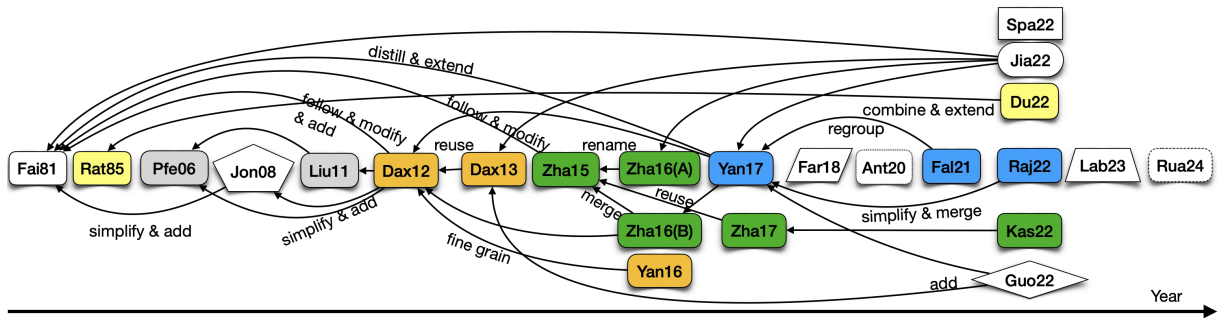 Spa22
Jia22
distill & extend
Du22
combine & extend
follow & modify
& add
follow & modify
regroup
reuse
rename
Fai81
Rat85
Pfe06
Jon08
Liu11
Dax12
Dax13
Zha15
Zha16(A)
Yan17
Far18
Ant20
Fal21
Raj22
Lab23
Rua24
simplify & add
simplify & add
merge
reuse
simplify & merge
Zha16(B)
Zha17
Kas22
fine grain
Yan16
add
Guo22
Year